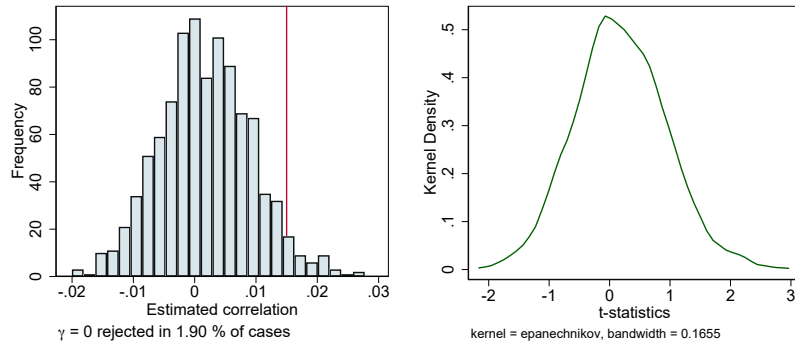 Frequency
0 20 40 60 80 100
-.02 -.01 0 .01 .02 .03
Estimated correlation
γ = 0 rejected in 1.90 % of cases
Kernel Density
0 .1 .2 .3 .4 .5
-2 -1 0 1 2 3
t-statistics
kernel = epanechnikov, bandwidth = 0.1655